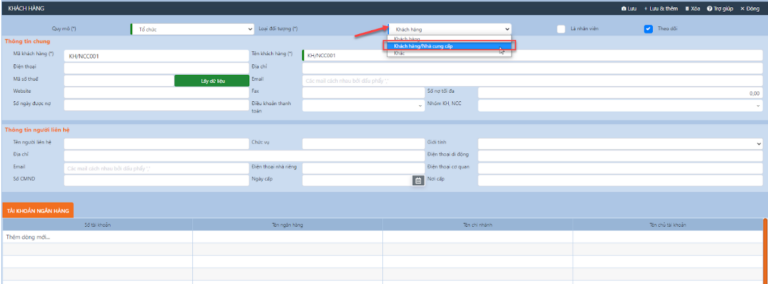 KHÁCH HÀNG
Lưu + Lưu & thêm Xóa Trợ giúp × Đóng
Quy mô (*) Tổ chức Loại đối tượng (*) Khách hàng Là nhân viên Theo dõi
Khách hàng
Khách hàng/Nhà cung cấp
Khác
Thông tin chung
Mã khách hàng (*) KH/NCC001 Tên khách hàng (*) KH/NCC001
Điện thoại Địa chỉ
Mã số thuế Lấy dữ liệu Email Các email cách nhau bởi dấu phẩy ','
Website Fax Số nợ tối đa 0,00
Số ngày được nợ Điều khoản thanh toán Nhóm KH, NCC
Thông tin người liên hệ
Tên người liên hệ Chức vụ Giới tính
Địa chỉ Điện thoại di động
Email Các email cách nhau bởi dấu phẩy ',' Điện thoại nhà riêng Điện thoại cơ quan
Số CMND Ngày cấp Nơi cấp
TÀI KHOẢN NGÂN HÀNG
Số tài khoản Tên ngân hàng Tên chi nhánh Tên chủ tài khoản
Thêm dòng mới...